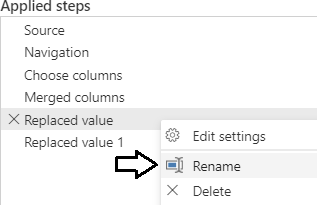 Applied steps
Source
Navigation
Choose columns
Merged columns
Replaced value
Replaced value 1
Edit settings
Rename
Delete